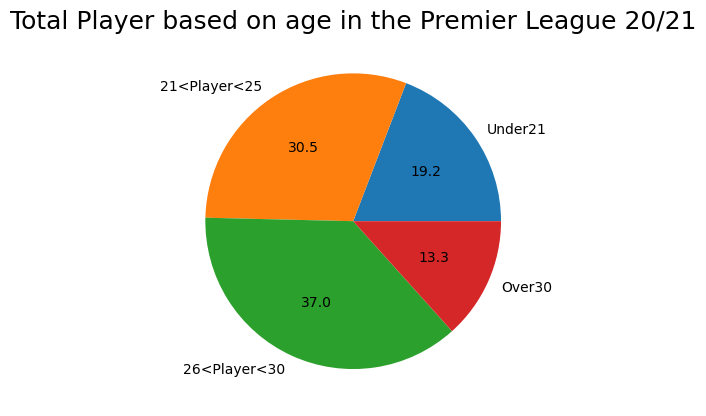 Total Player based on age in the Premier League 20/21
21<Player<25
Under21
30.5
19.2
13.3
Over30
37.0
26<Player<30